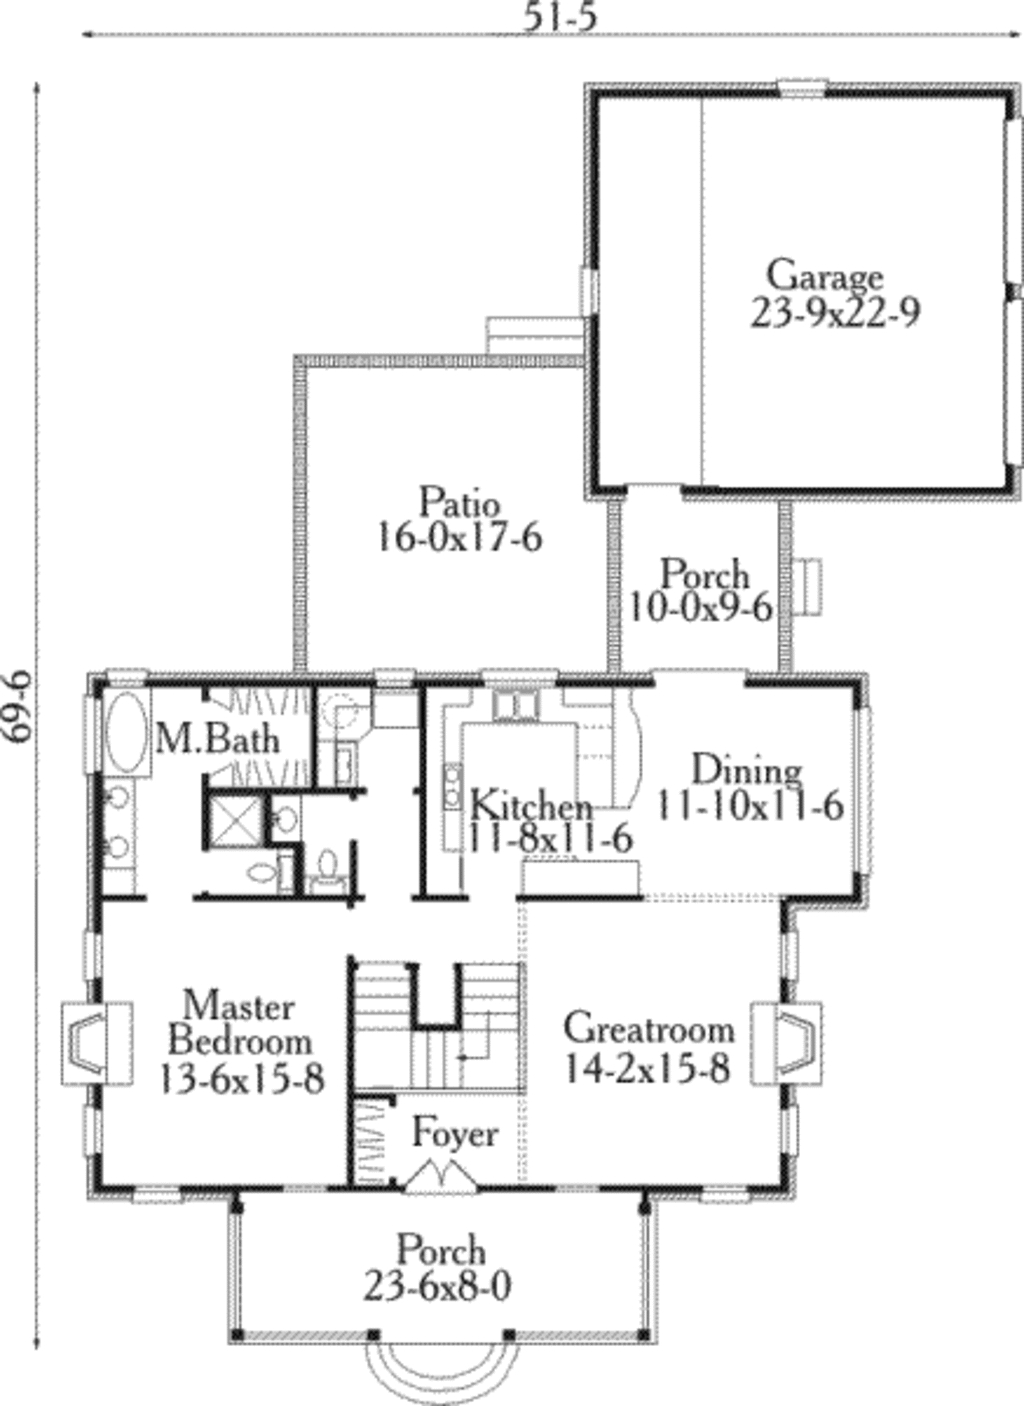 51-5
Garage
23-9x22-9
Patio
16-0x17-6
Porch
10-0x9-6
69-6
M.Bath
Kitchen
11-8x11-6
Dining
11-10x11-6
Master
Bedroom
13-6x15-8
Greatroom
14-2x15-8
Foyer
Porch
23-6x8-0